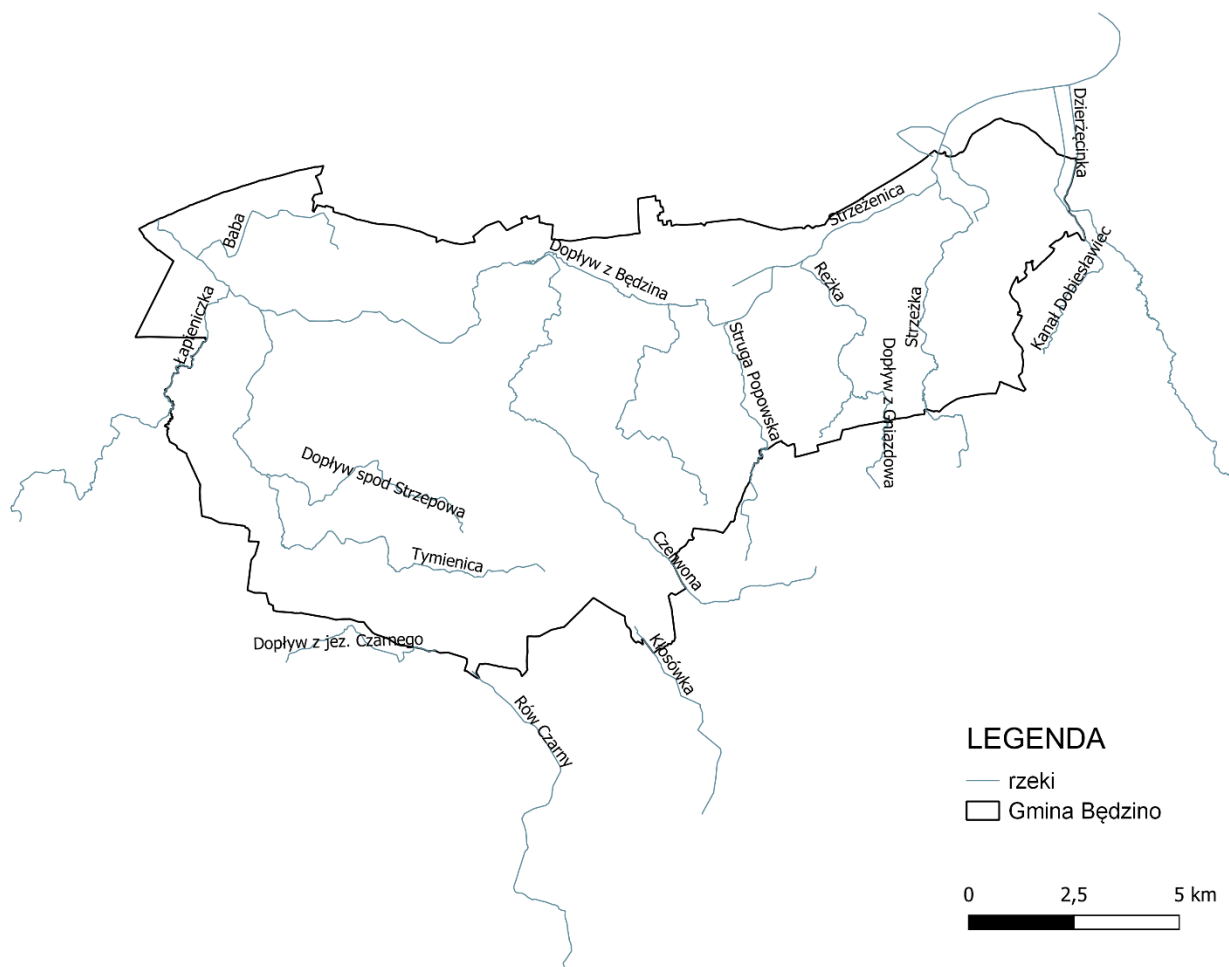 Dzierżęcinka
Strzeżenica
Baba
Dopływ z Będzina
Kanał Dobiesławiec
Reżka
Łapieniczka
Strzeżka
Struga Popowska
Dopływ z Gniazdowa
Dopływ spod Strzepowa
Czerwona
Tymienica
Dopływ z jez. Czarnego
Kłosówka
Rów Czarny
LEGENDA
rzeki
Gmina Będzino
0 2,5 5 km